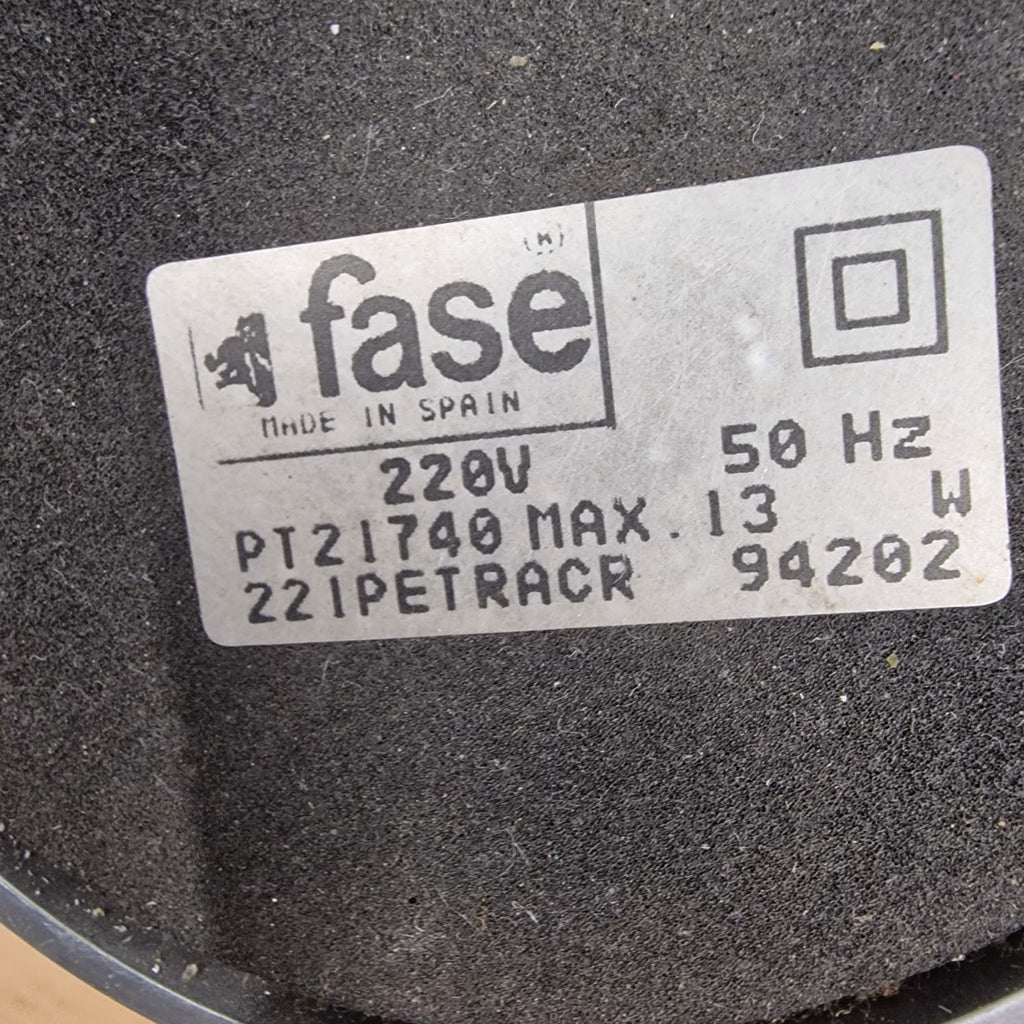 fase
MADE IN SPAIN
220V 50 Hz
PT21740 MAX. 13 W
221PETRACR 94202